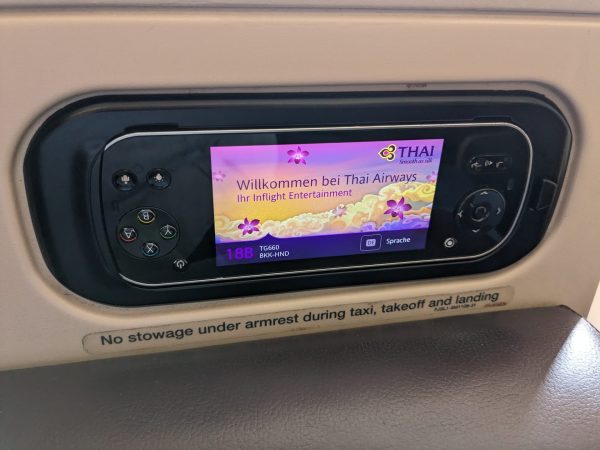 THAI
Smooth as silk
Willkommen bei Thai Airways
Ihr Inflight Entertainment
18B
TG660
BKK-HND
DE
Sprache
A
B
X
Y
No stowage under armrest during taxi, takeoff and landing